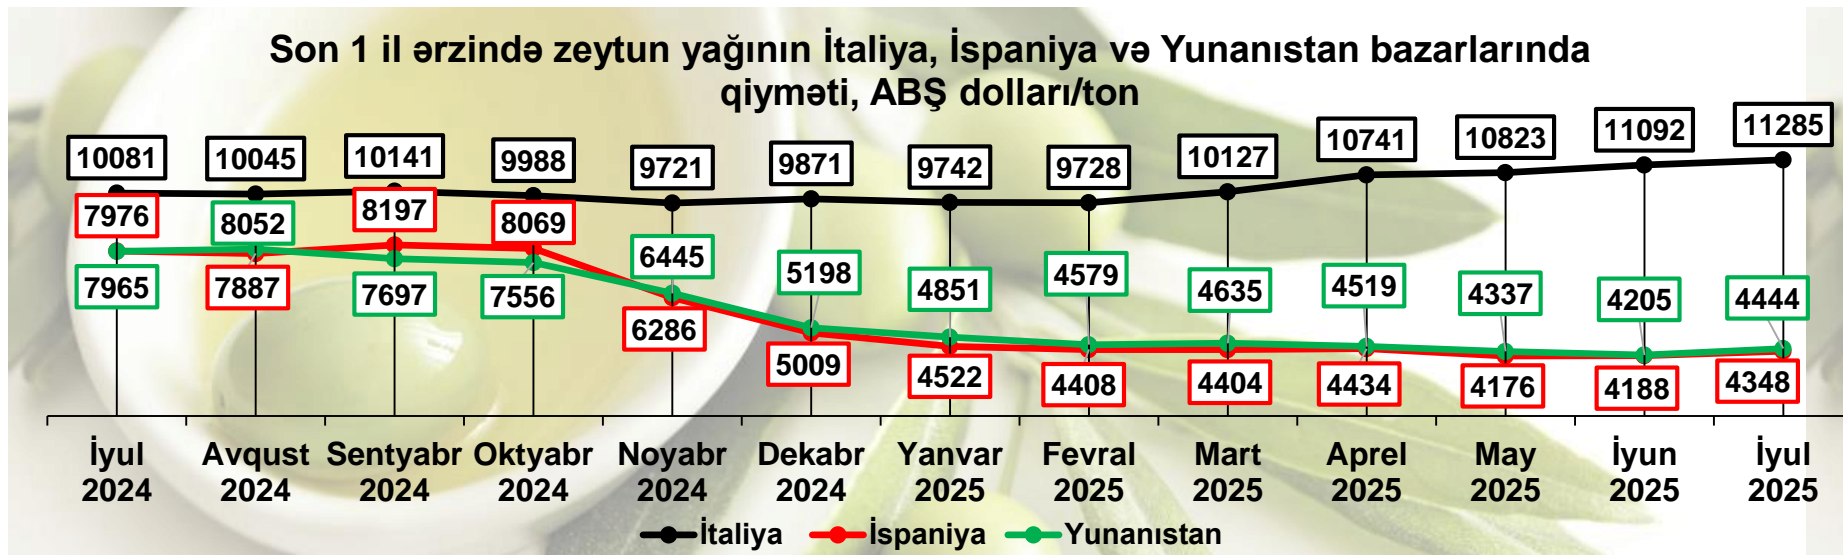 Son 1 il ərzində zeytun yağının İtaliya, İspaniya və Yunanıstan bazarlarında
qiyməti, ABŞ dolları/ton
10081 10045 10141 9988 9721 9871 9742 9728 10127 10741 10823 11092 11285
7976 8052 8197 8069 6445 5198 4851 4579 4635 4519 4337 4205 4444
7965 7887 7697 7556 6286 5009 4522 4408 4404 4434 4176 4188 4348
İyul Avqust Sentyabr Oktyabr Noyabr Dekabr Yanvar Fevral Mart Aprel May İyun İyul
2024 2024 2024 2024 2024 2024 2025 2025 2025 2025 2025 2025 2025
İtaliya İspaniya Yunanıstan